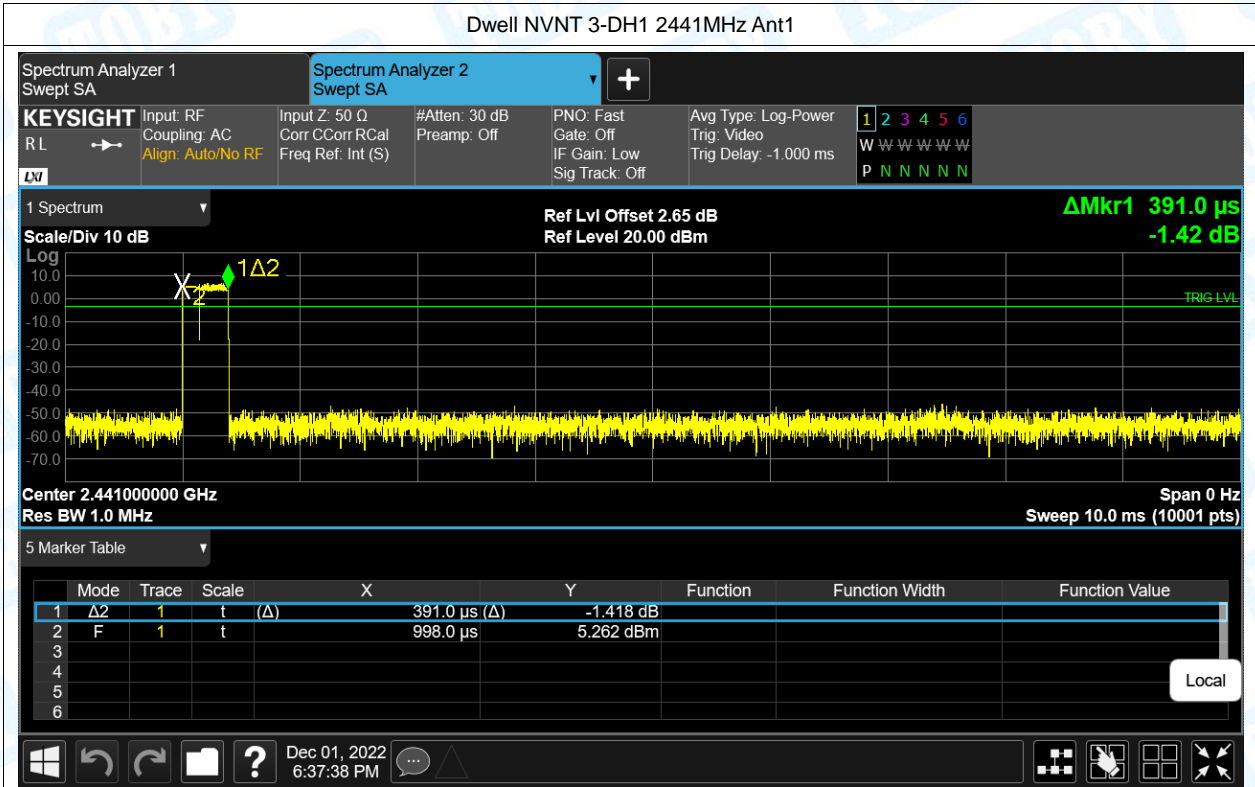 Dwell NVNT 3-DH1 2441MHz Ant1
Spectrum Analyzer 1
Swept SA
Spectrum Analyzer 2
Swept SA
+
KEYSIGHT
R L
LXI
Input: RF
Coupling: AC
Align: Auto/No RF
Input Z: 50 Ω
Corr CCorr RCal
Freq Ref: Int (S)
#Atten: 30 dB
Preamp: Off
PNO: Fast
Gate: Off
IF Gain: Low
Sig Track: Off
Avg Type: Log-Power
Trig: Video
Trig Delay: -1.000 ms
1 2 3 4 5 6
W W W W W W
P N N N N N
1 Spectrum
Scale/Div 10 dB
Ref Lvl Offset 2.65 dB
Ref Level 20.00 dBm
ΔMkr1 391.0 µs
-1.42 dB
Log
10.0
0.00
-10.0
-20.0
-30.0
-40.0
-50.0
-60.0
-70.0
1Δ2
2
TRIG LVL
Center 2.441000000 GHz
Res BW 1.0 MHz
Span 0 Hz
Sweep 10.0 ms (10001 pts)
5 Marker Table
Mode Trace Scale X Y Function Function Width Function Value
1 Δ2 1 t (Δ) 391.0 µs (Δ) -1.418 dB
2 F 1 t 998.0 µs 5.262 dBm
3
4
5
6
Local
?
Dec 01, 2022
6:37:38 PM
TOBY